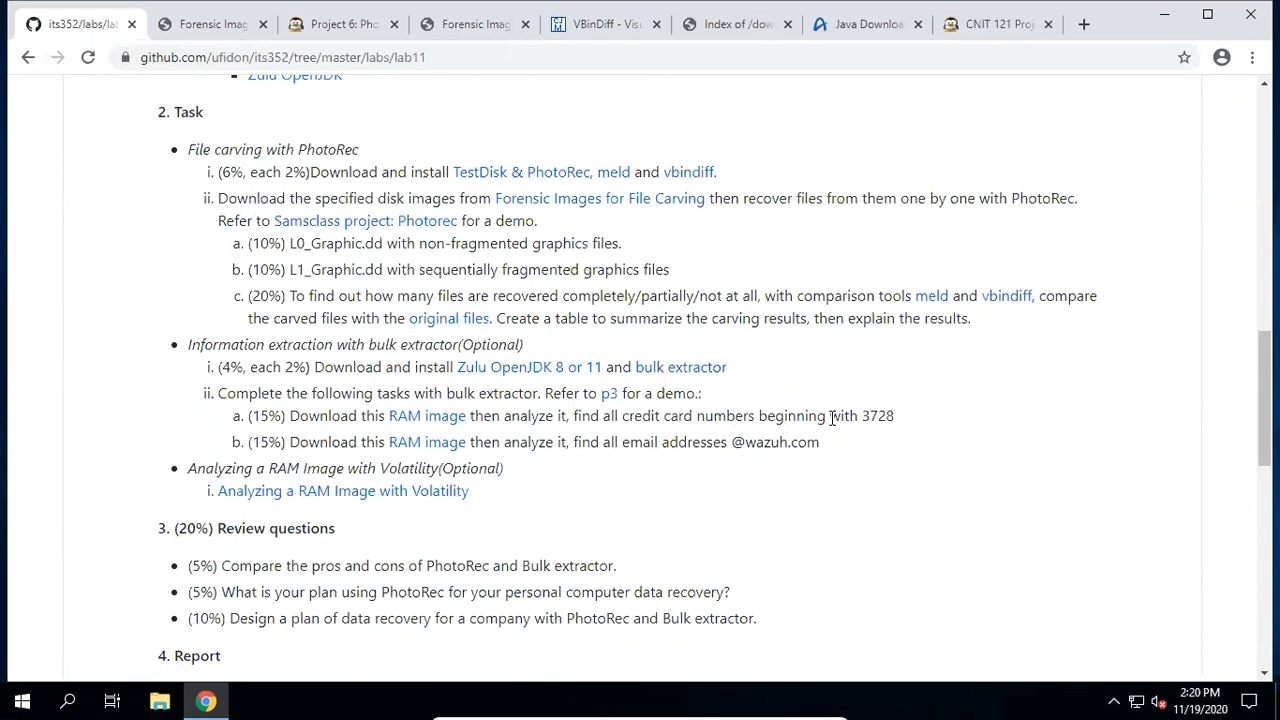 its352/labs/la
Forensic Imag
Project 6: Pho
Forensic Imag
VBinDiff - Visu
Index of /dow
Java Downloa
CNIT 121 Proj
github.com/ufidon/its352/tree/master/labs/lab11
Zulu OpenJDK
2. Task
File carving with PhotoRec
i. (6%, each 2%)Download and install TestDisk & PhotoRec, meld and vbindiff.
ii. Download the specified disk images from Forensic Images for File Carving then recover files from them one by one with PhotoRec.
Refer to Samsclass project: Photorec for a demo.
a. (10%) L0_Graphic.dd with non-fragmented graphics files.
b. (10%) L1_Graphic.dd with sequentially fragmented graphics files
c. (20%) To find out how many files are recovered completely/partially/not at all, with comparison tools meld and vbindiff, compare
the carved files with the original files. Create a table to summarize the carving results, then explain the results.
Information extraction with bulk extractor(Optional)
i. (4%, each 2%) Download and install Zulu OpenJDK 8 or 11 and bulk extractor
ii. Complete the following tasks with bulk extractor. Refer to p3 for a demo.:
a. (15%) Download this RAM image then analyze it, find all credit card numbers beginning with 3728
b. (15%) Download this RAM image then analyze it, find all email addresses @wazuh.com
Analyzing a RAM Image with Volatility(Optional)
i. Analyzing a RAM Image with Volatility
3. (20%) Review questions
(5%) Compare the pros and cons of PhotoRec and Bulk extractor.
(5%) What is your plan using PhotoRec for your personal computer data recovery?
(10%) Design a plan of data recovery for a company with PhotoRec and Bulk extractor.
4. Report
2:20 PM
11/19/2020